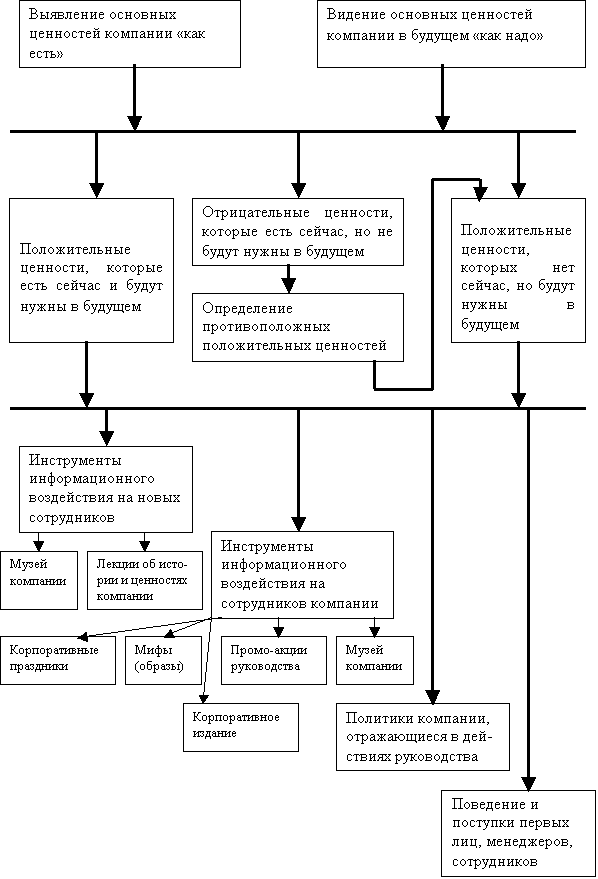 Выявление основных
ценностей компании «как
есть»
Видение основных ценностей
компании в будущем «как надо»
Положительные
ценности, которые
есть сейчас и будут
нужны в будущем
Отрицательные ценности,
которые есть сейчас, но не
будут нужны в будущем
Определение
противоположных
положительных ценностей
Положительные
ценности,
которых нет
сейчас, но будут
нужны в
будущем
Инструменты
информационного
воздействия на новых
сотрудников
Музей
компании
Лекции об исто-
рии и ценностях
компании
Инструменты
информационного
воздействия на
сотрудников компании
Корпоративные
праздники
Мифы
(образы)
Промо-акции
руководства
Музей
компании
Корпоративное
издание
Политики компании,
отражающиеся в дей-
ствиях руководства
Поведение и
поступки первых
лиц, менеджеров,
сотрудников